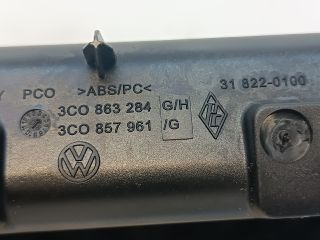 PCO >ABS/PC< 31 822-0100
3C0 863 284 G/H
3C0 857 961 /G